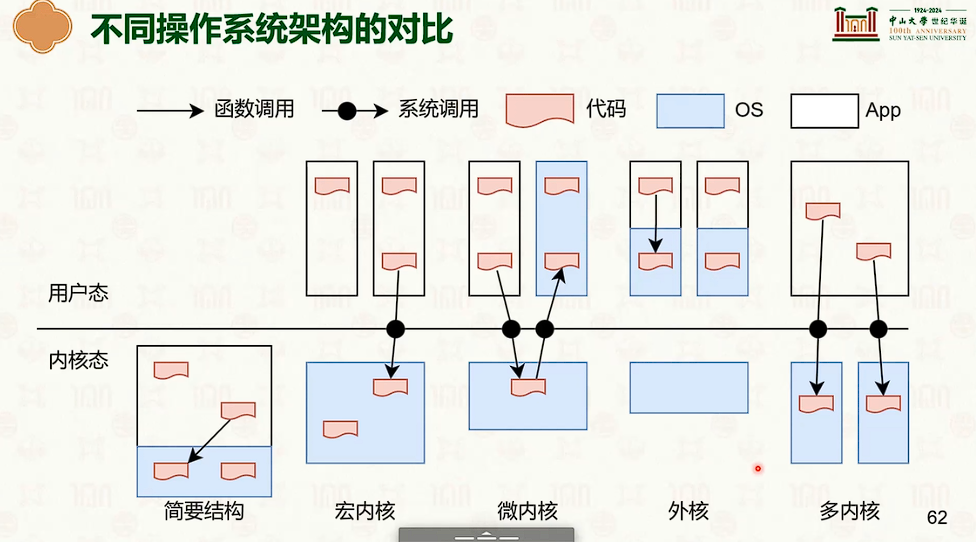 不同操作系统架构的对比
1924-2024
中山大学 世纪华诞
100th ANNIVERSARY
SUN YAT-SEN UNIVERSITY
函数调用
系统调用
代码
OS
App
用户态
内核态
简要结构
宏内核
微内核
外核
多内核
62